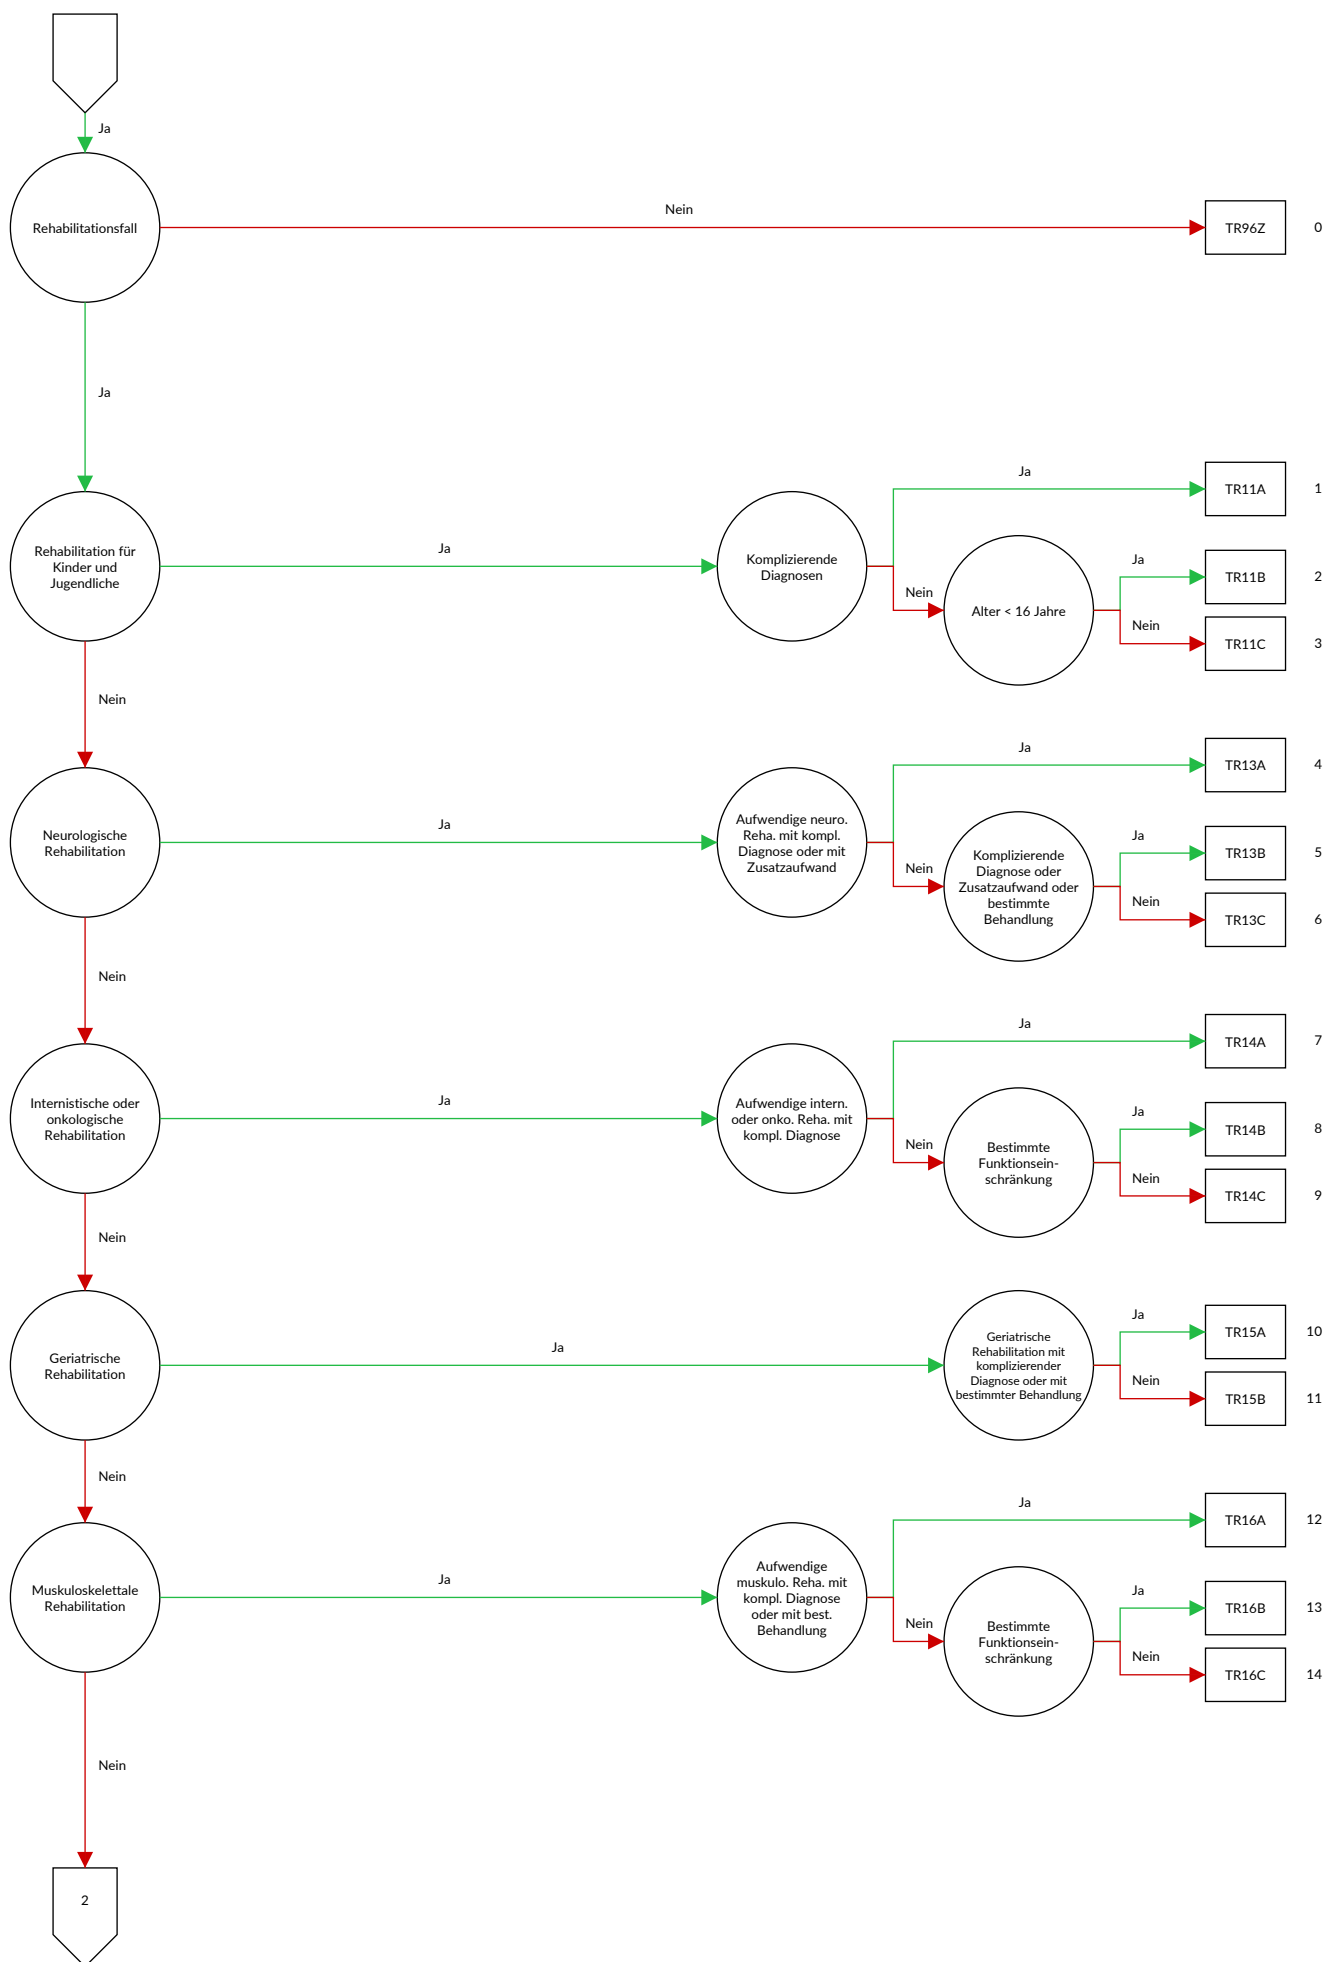 Ja
Rehabilitationsfall
Nein
TR96Z
0
Ja
Rehabilitation für
Kinder und
Jugendliche
Ja
Komplizierende
Diagnosen
Ja
TR11A
1
Nein
Alter < 16 Jahre
Ja
TR11B
2
Nein
TR11C
3
Nein
Neurologische
Rehabilitation
Ja
Aufwendige neuro.
Reha. mit kompl.
Diagnose oder mit
Zusatzaufwand
Ja
TR13A
4
Nein
Komplizierende
Diagnose oder
Zusatzaufwand oder
bestimmte
Behandlung
Ja
TR13B
5
Nein
TR13C
6
Nein
Internistische oder
onkologische
Rehabilitation
Ja
Aufwendige intern.
oder onko. Reha. mit
kompl. Diagnose
Ja
TR14A
7
Nein
Bestimmte
Funktionsein-
schränkung
Ja
TR14B
8
Nein
TR14C
9
Nein
Geriatrische
Rehabilitation
Ja
Geriatrische
Rehabilitation mit
komplizierender
Diagnose oder mit
bestimmter Behandlung
Ja
TR15A
10
Nein
TR15B
11
Nein
Muskuloskelettale
Rehabilitation
Ja
Aufwendige
muskulo. Reha. mit
kompl. Diagnose
oder mit best.
Behandlung
Ja
TR16A
12
Nein
Bestimmte
Funktionsein-
schränkung
Ja
TR16B
13
Nein
TR16C
14
Nein
2